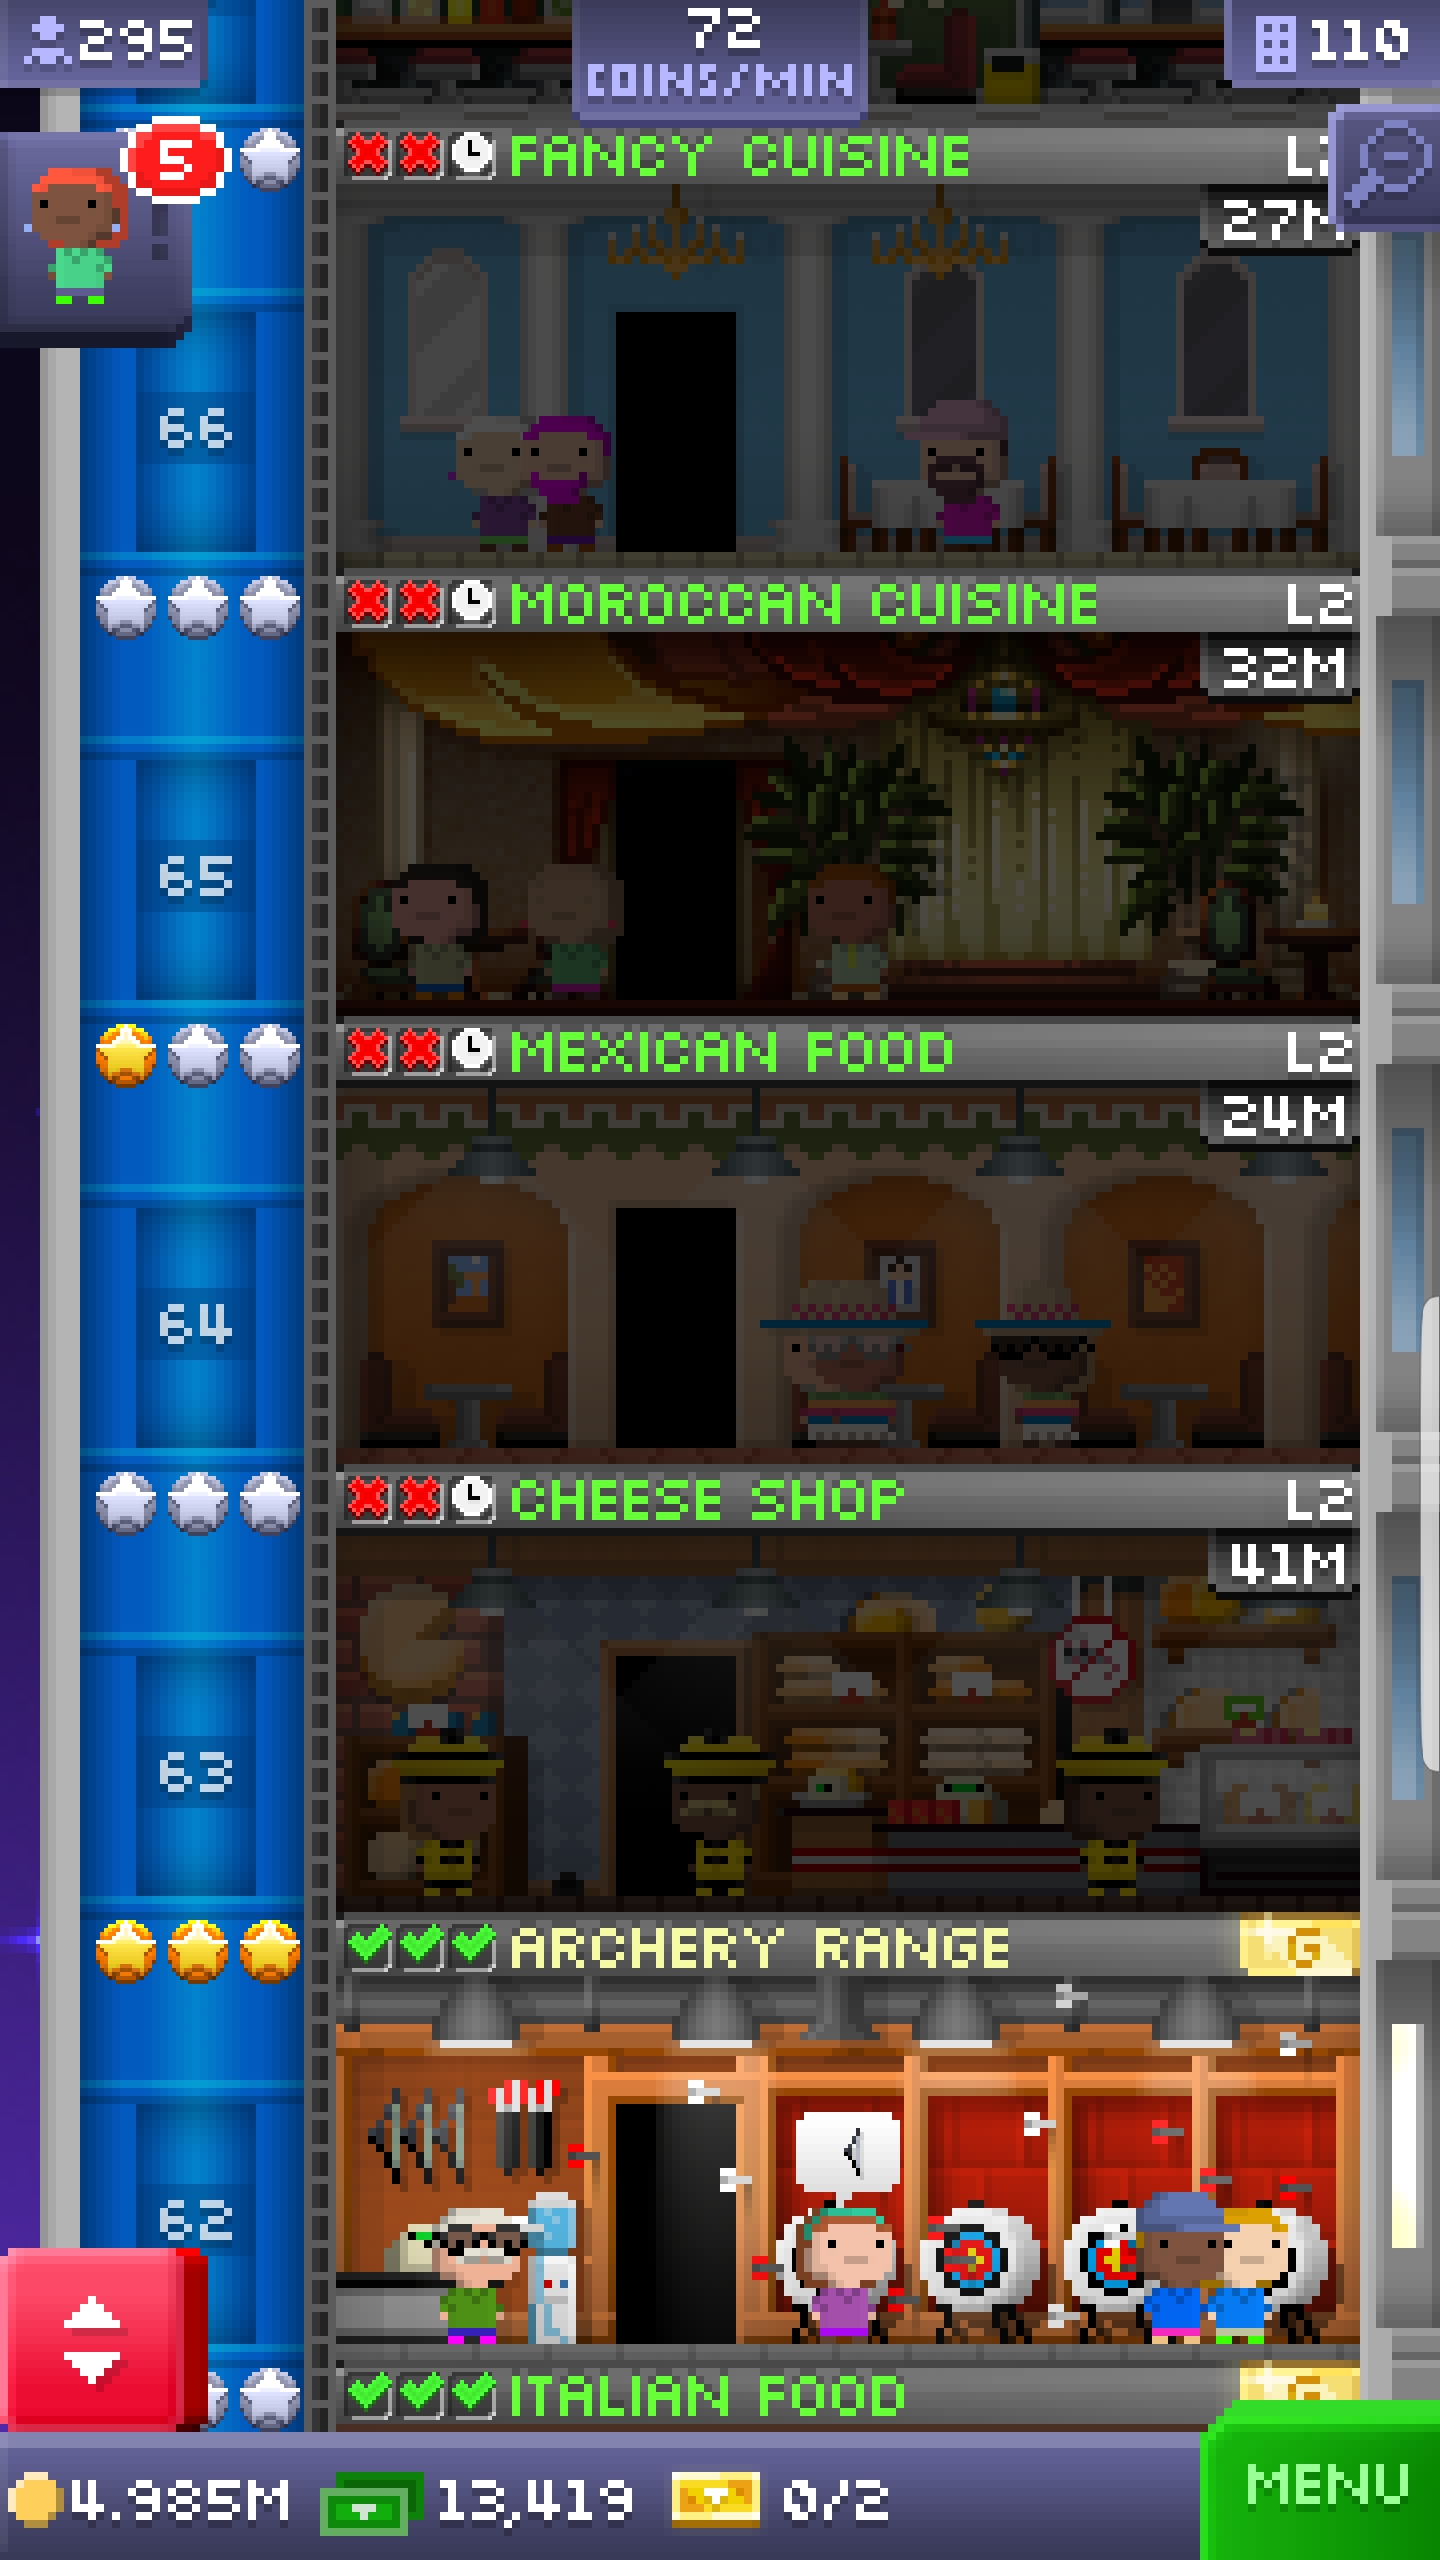 295
72
COINS/MIN
110
5
FANCY CUISINE
27M
66
MOROCCAN CUISINE L2
32M
65
MEXICAN FOOD L2
24M
64
CHEESE SHOP L2
41M
63
ARCHERY RANGE G
62
ITALIAN FOOD
4.985M 13,419 0/2
MENU